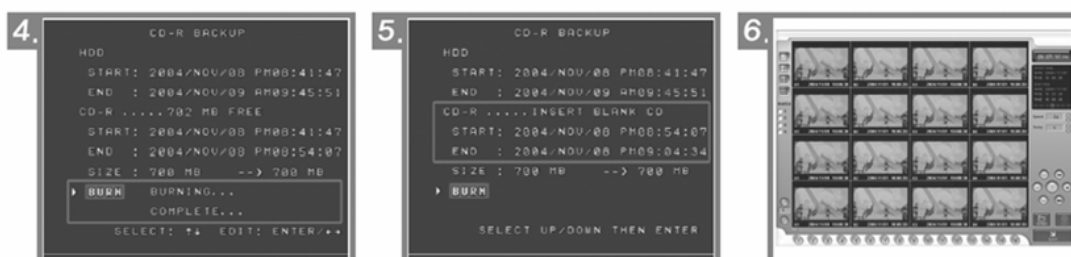 4.
CD-R BACKUP
HDD
START: 2004/NOV/08 PM08:41:47
END : 2004/NOV/09 AM09:45:51
CD-R .....702 MB FREE
START: 2004/NOV/08 PM08:41:47
END : 2004/NOV/08 PM08:54:07
SIZE : 700 MB --> 700 MB
BURN BURNING...
COMPLETE...
SELECT: ↑↓ EDIT: ENTER/←→
5.
CD-R BACKUP
HDD
START: 2004/NOV/08 PM08:41:47
END : 2004/NOV/09 AM09:45:51
CD-R .....INSERT BLANK CD
START: 2004/NOV/08 PM08:54:07
END : 2004/NOV/08 PM09:04:34
SIZE : 700 MB --> 700 MB
BURN
SELECT UP/DOWN THEN ENTER
6.